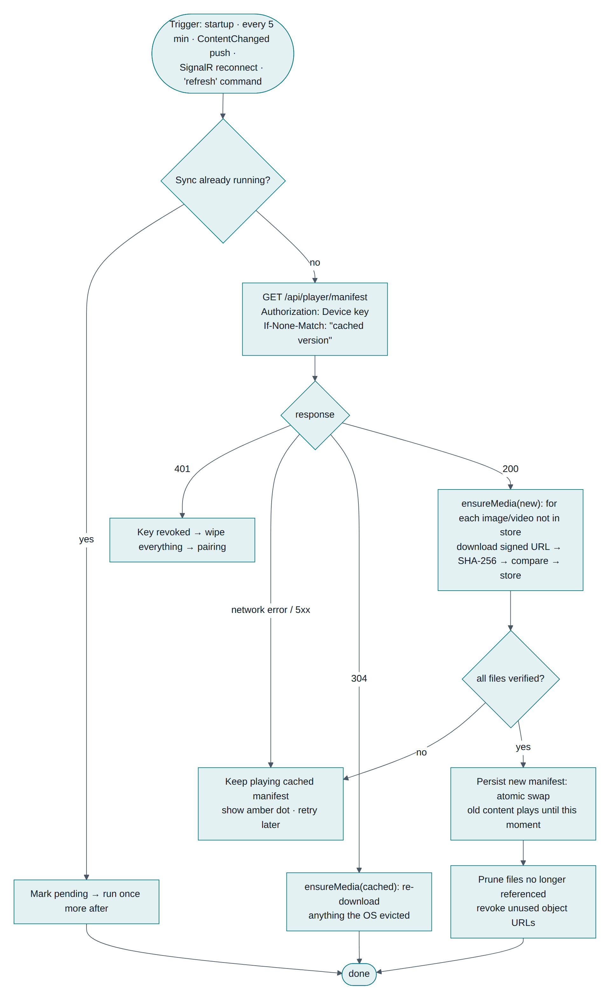 Trigger: startup · every 5
min · ContentChanged
push ·
SignalR reconnect ·
'refresh' command
Sync already running?
no
GET /api/player/manifest
Authorization: Device key
If-None-Match: "cached
version"
response
401
200
ensureMedia(new): for
each image/video not in
store
download signed URL →
SHA-256 → compare →
store
Key revoked → wipe
everything → pairing
yes
network error / 5xx
304
all files verified?
no
yes
Keep playing cached
manifest
show amber dot · retry
later
Persist new manifest:
atomic swap
old content plays until this
moment
Mark pending → run once
more after
ensureMedia(cached): re-
download
anything the OS evicted
Prune files no longer
referenced
revoke unused object
URLs
done